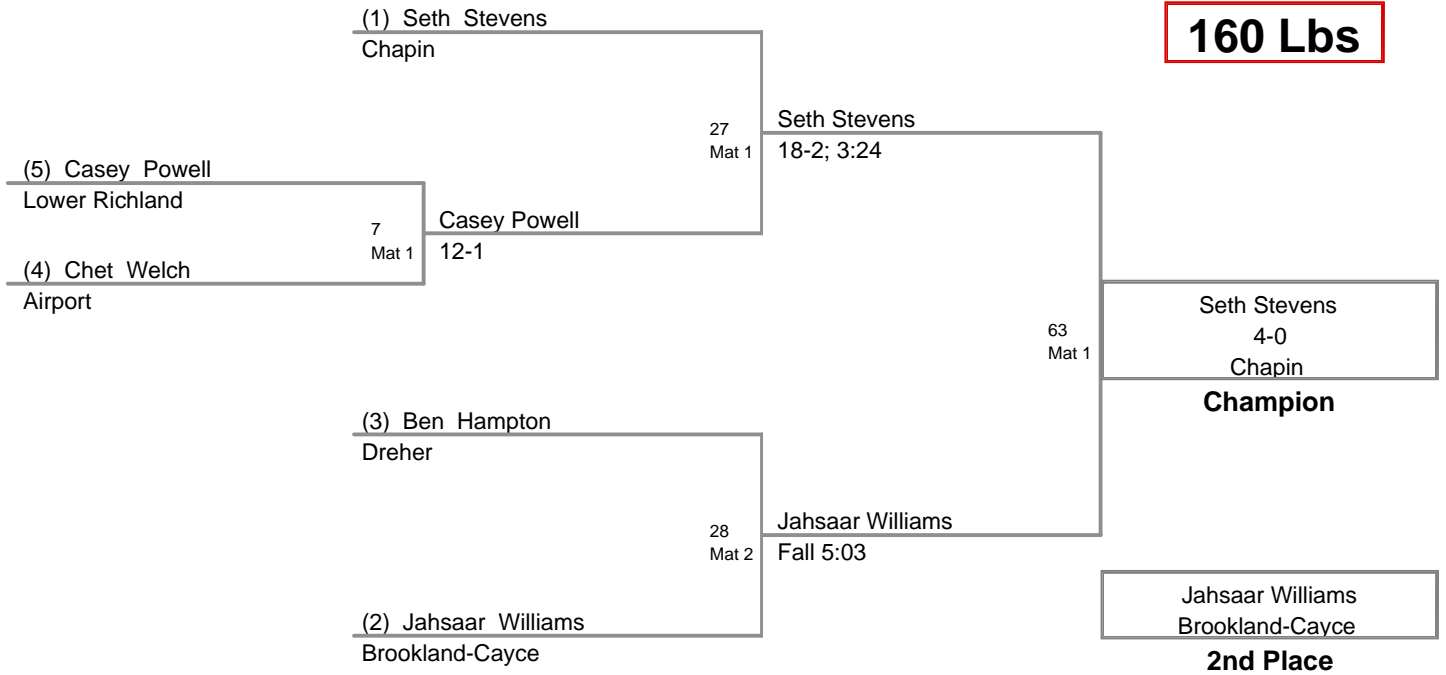 160 Lbs
(1) Seth Stevens
Chapin
27
Mat 1
Seth Stevens
18-2; 3:24
(5) Casey Powell
Lower Richland
7
Mat 1
Casey Powell
12-1
(4) Chet Welch
Airport
63
Mat 1
Seth Stevens
4-0
Chapin
Champion
(3) Ben Hampton
Dreher
28
Mat 2
Jahsaar Williams
Fall 5:03
(2) Jahsaar Williams
Brookland-Cayce
Jahsaar Williams
Brookland-Cayce
2nd Place